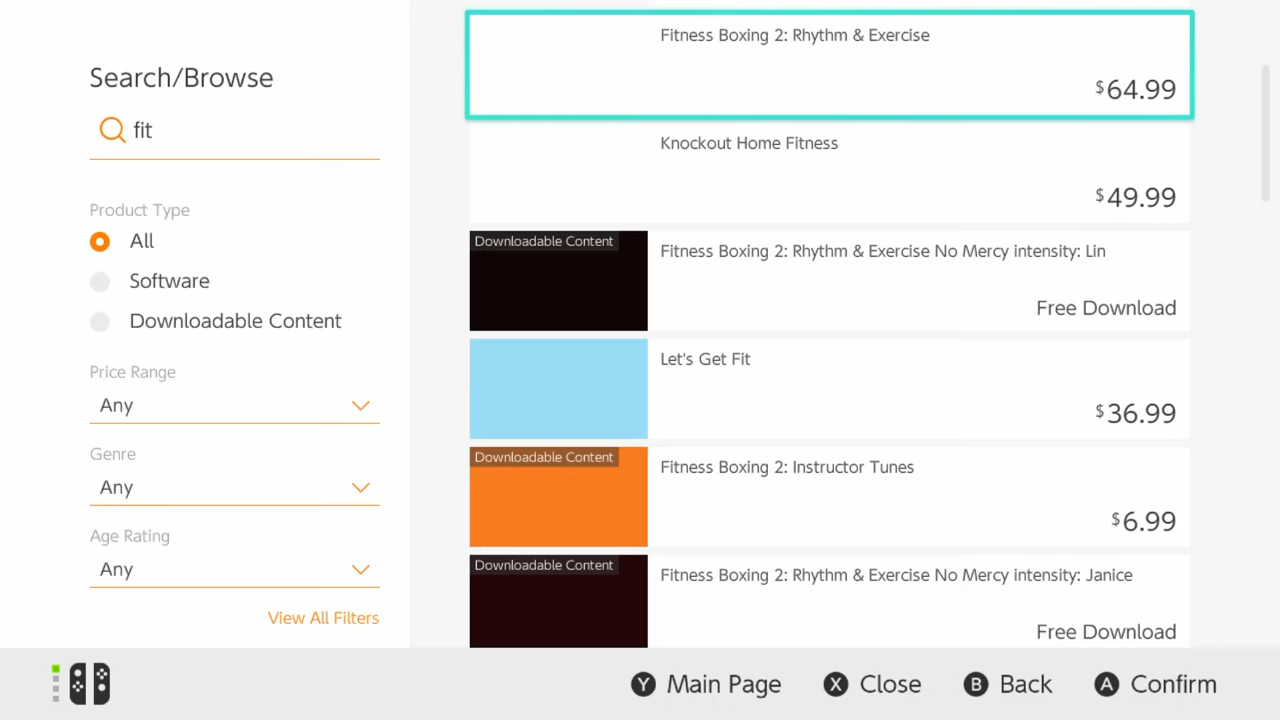 Search/Browse
fit
Product Type
All
Software
Downloadable Content
Price Range
Any
Genre
Any
Age Rating
Any
View All Filters
Fitness Boxing 2: Rhythm & Exercise
$64.99
Knockout Home Fitness
$49.99
Downloadable Content
Fitness Boxing 2: Rhythm & Exercise No Mercy intensity: Lin
Free Download
Let's Get Fit
$36.99
Downloadable Content
Fitness Boxing 2: Instructor Tunes
$6.99
Downloadable Content
Fitness Boxing 2: Rhythm & Exercise No Mercy intensity: Janice
Free Download
Y Main Page X Close B Back A Confirm